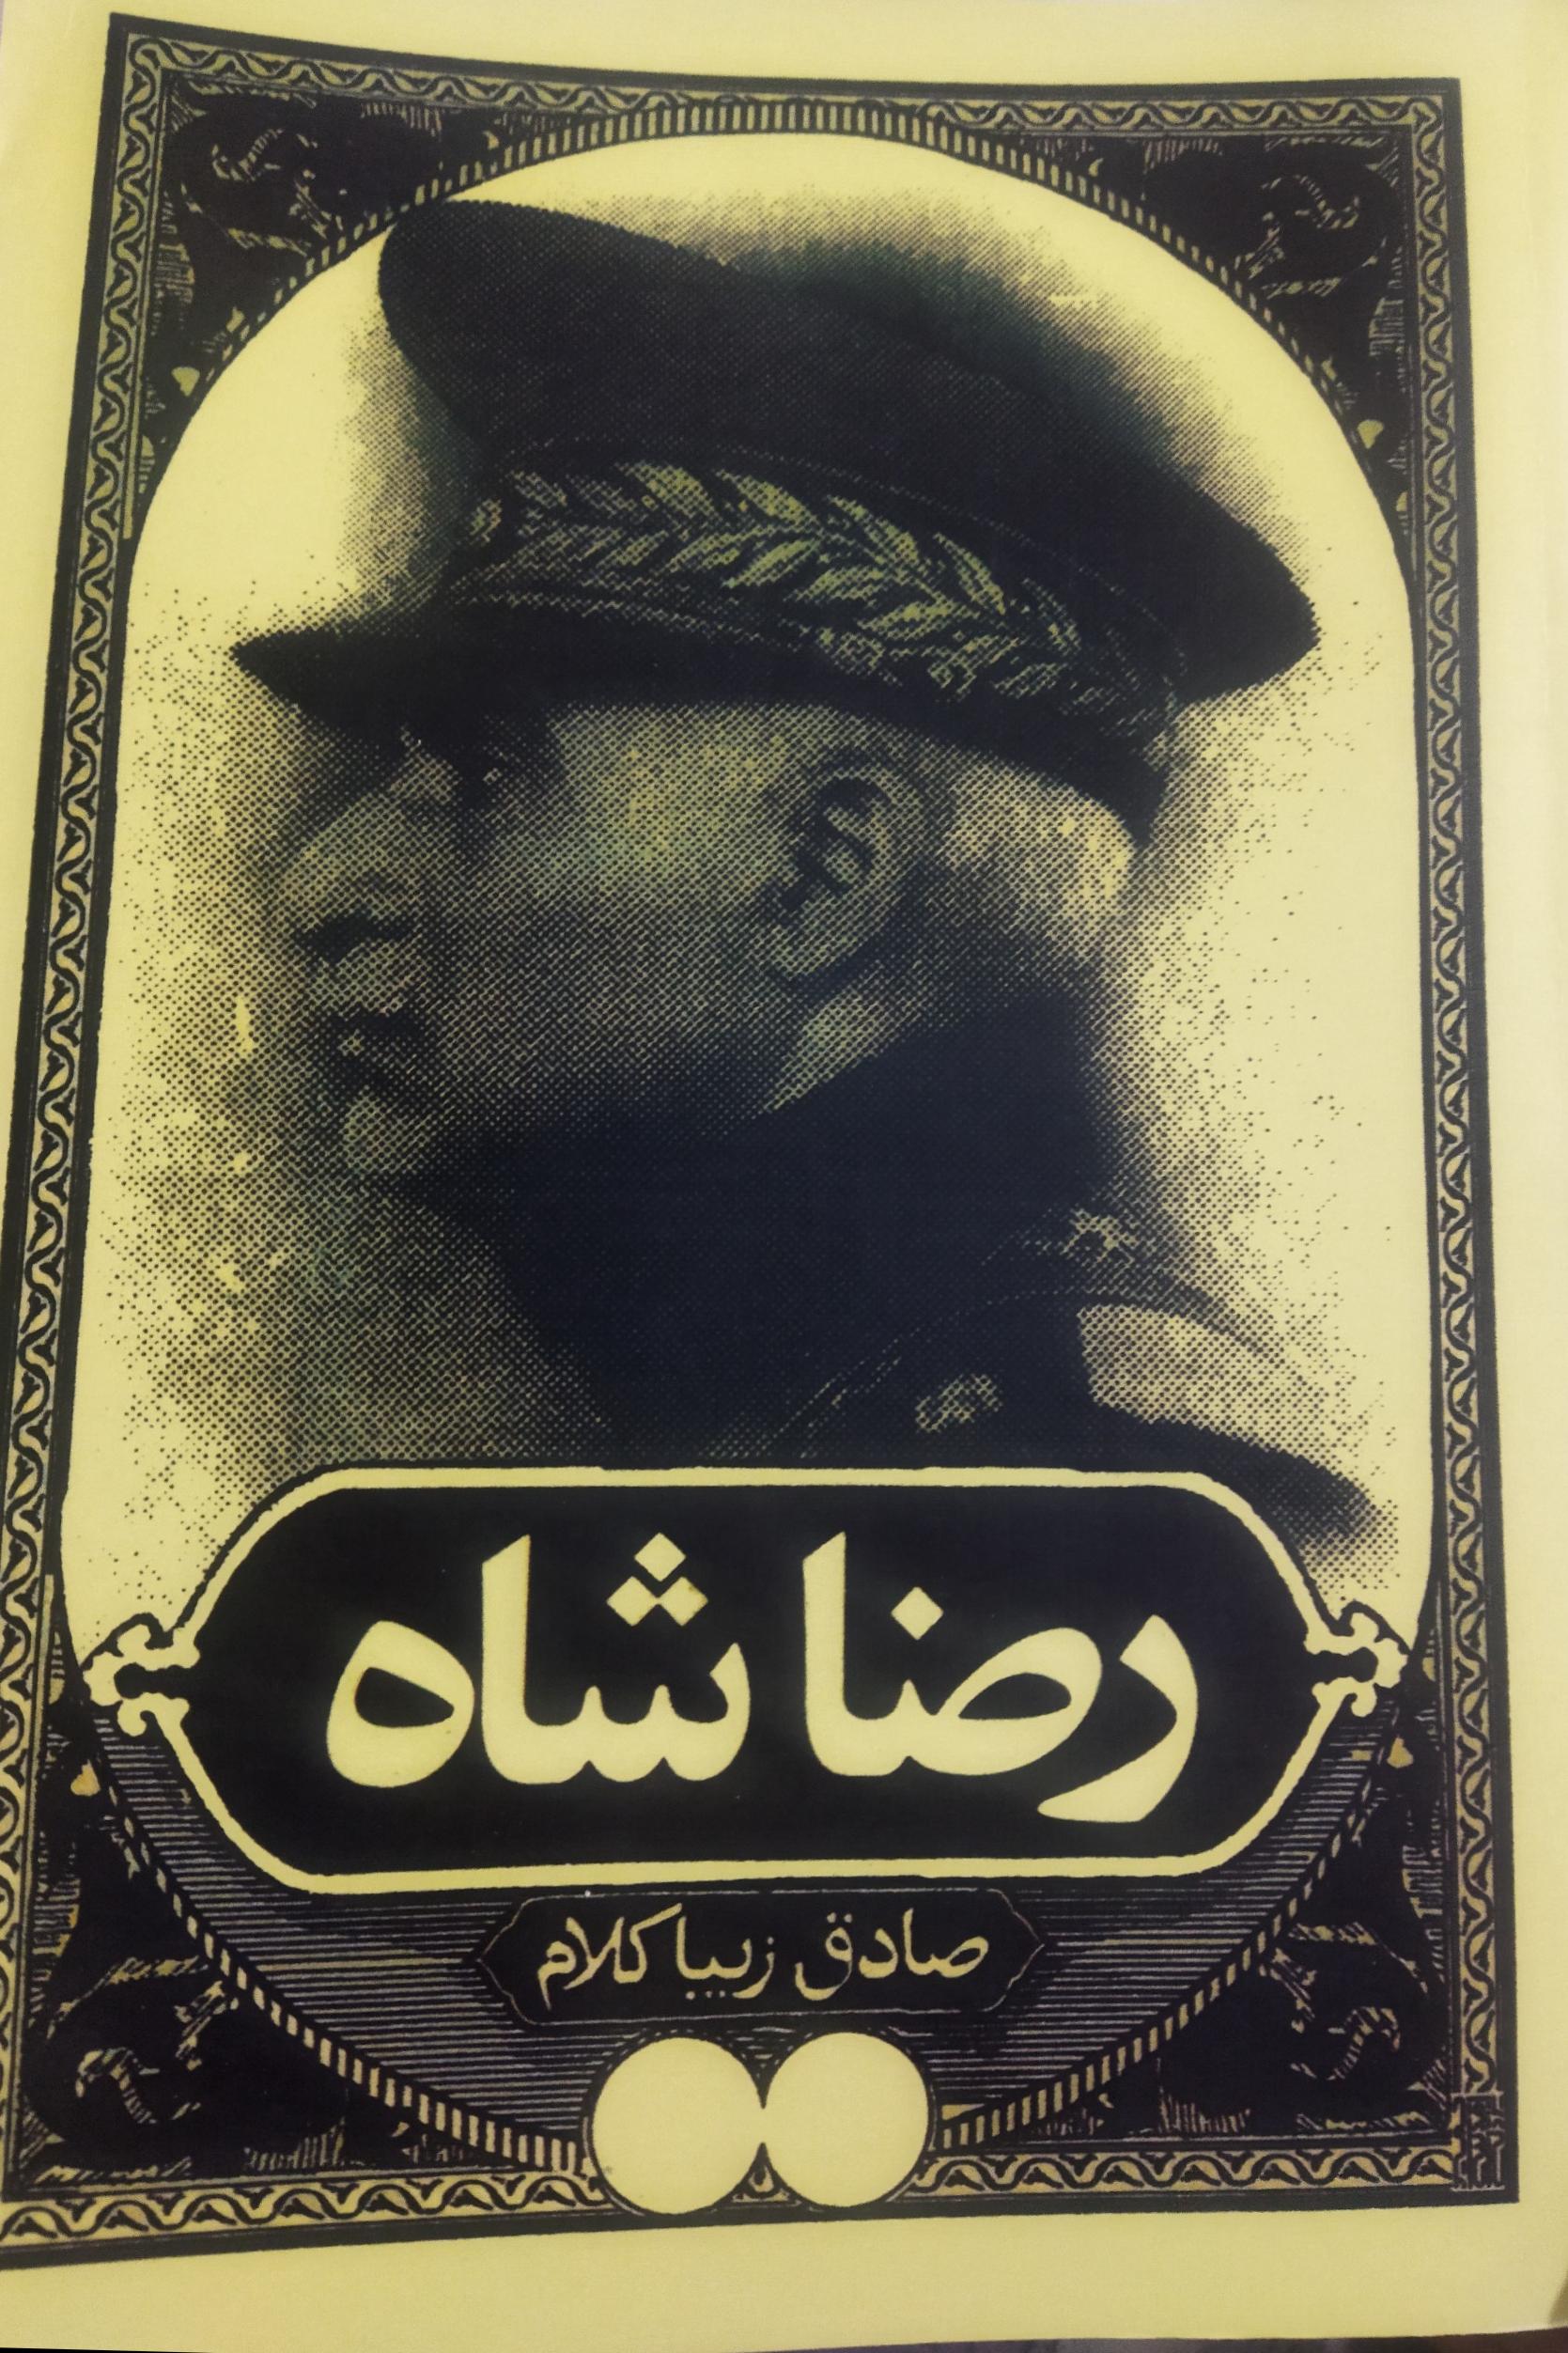 رضا شاه
صادق زیبا کلام